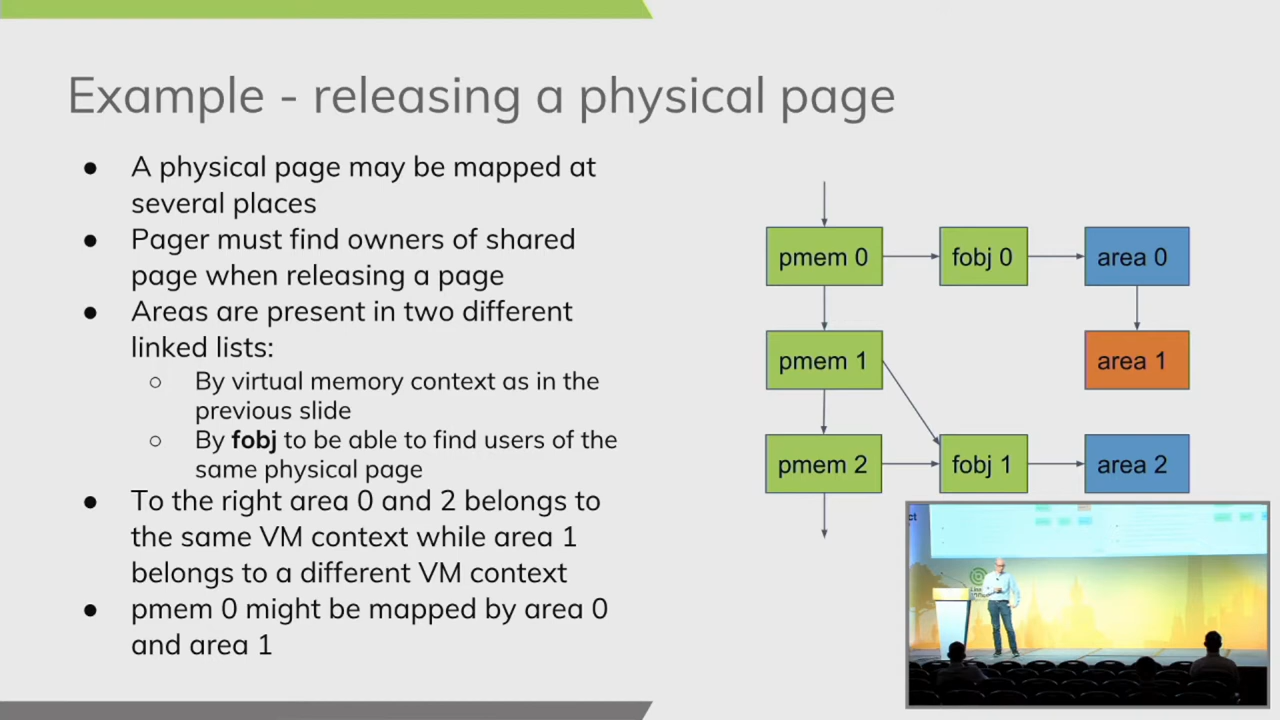 Example - releasing a physical page
● A physical page may be mapped at
several places
● Pager must find owners of shared
page when releasing a page
● Areas are present in two different
linked lists:
○ By virtual memory context as in the
previous slide
○ By fobj to be able to find users of the
same physical page
● To the right area 0 and 2 belongs to
the same VM context while area 1
belongs to a different VM context
● pmem 0 might be mapped by area 0
and area 1
pmem 0
fobj 0
area 0
pmem 1
area 1
pmem 2
fobj 1
area 2
ct